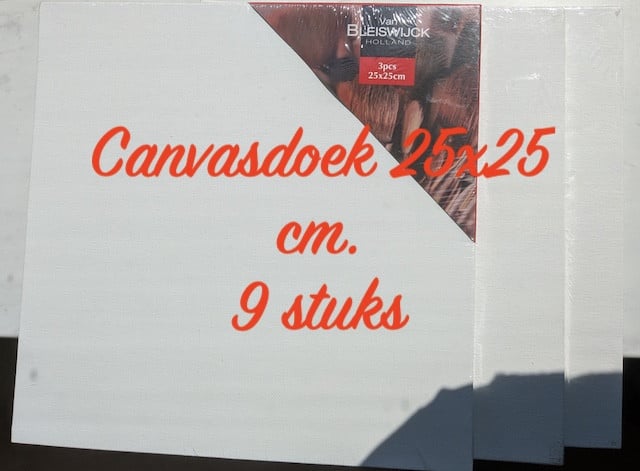 Van
BLEISWIJCK
HOLLAND
3pcs
25x25cm
Canvasdoek 25x25
cm.
9 stuks